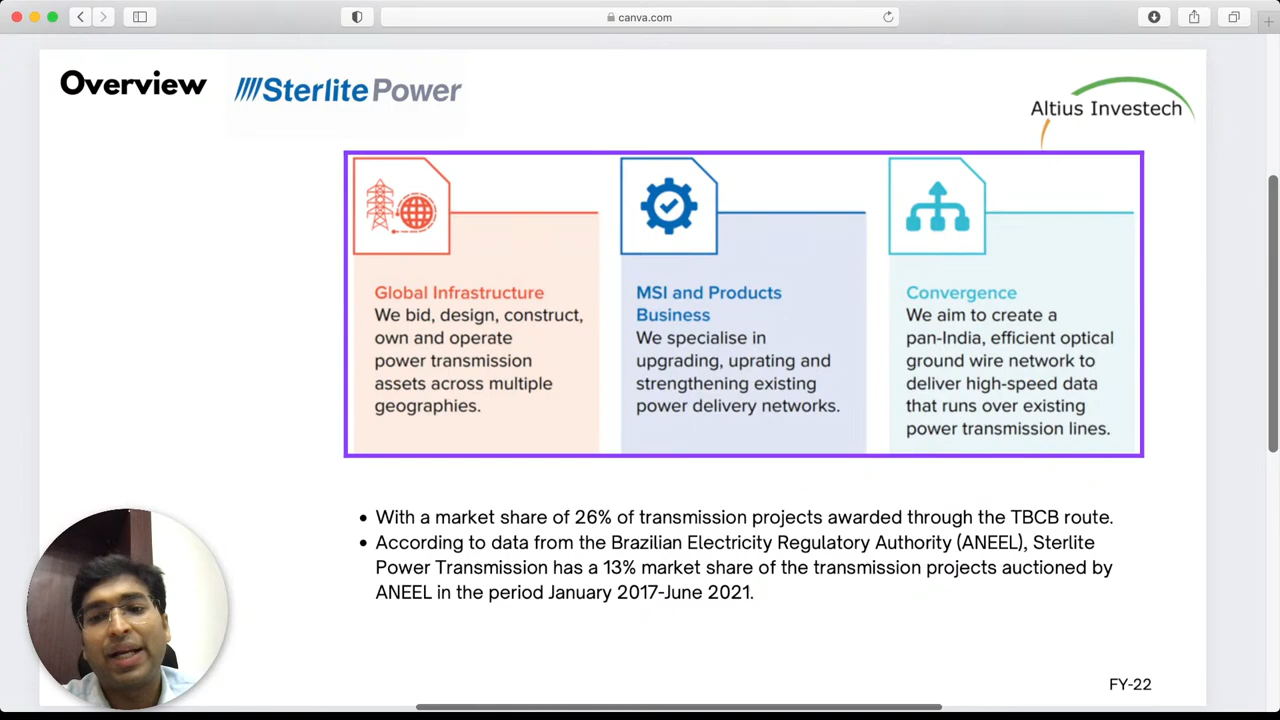 canva.com
Overview
SterlitePower
Altius Investech
Global Infrastructure
We bid, design, construct,
own and operate
power transmission
assets across multiple
geographies.
MSI and Products
Business
We specialise in
upgrading, uprating and
strengthening existing
power delivery networks.
Convergence
We aim to create a
pan-India, efficient optical
ground wire network to
deliver high-speed data
that runs over existing
power transmission lines.
• With a market share of 26% of transmission projects awarded through the TBCB route.
• According to data from the Brazilian Electricity Regulatory Authority (ANEEL), Sterlite
Power Transmission has a 13% market share of the transmission projects auctioned by
ANEEL in the period January 2017-June 2021.
FY-22